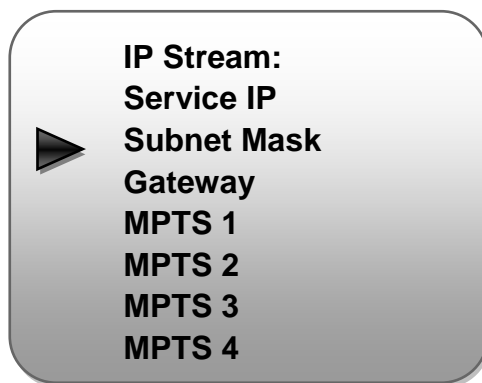 IP Stream:
Service IP
Subnet Mask
Gateway
MPTS 1
MPTS 2
MPTS 3
MPTS 4